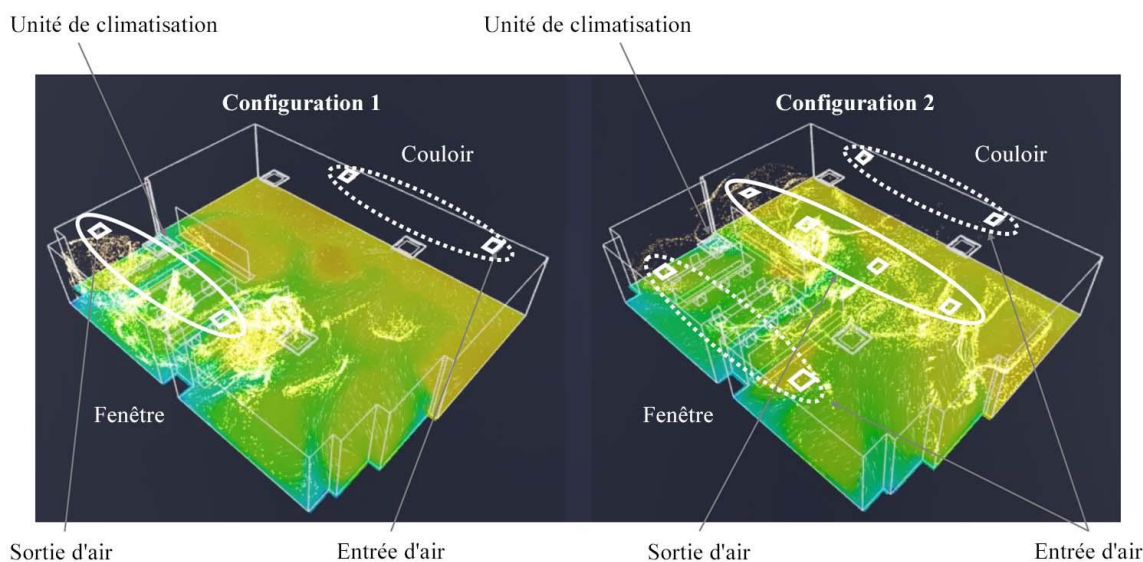 Unité de climatisation
Unité de climatisation
Configuration 1
Configuration 2
Couloir
Couloir
Fenêtre
Fenêtre
Sortie d'air
Entrée d'air
Sortie d'air
Entrée d'air